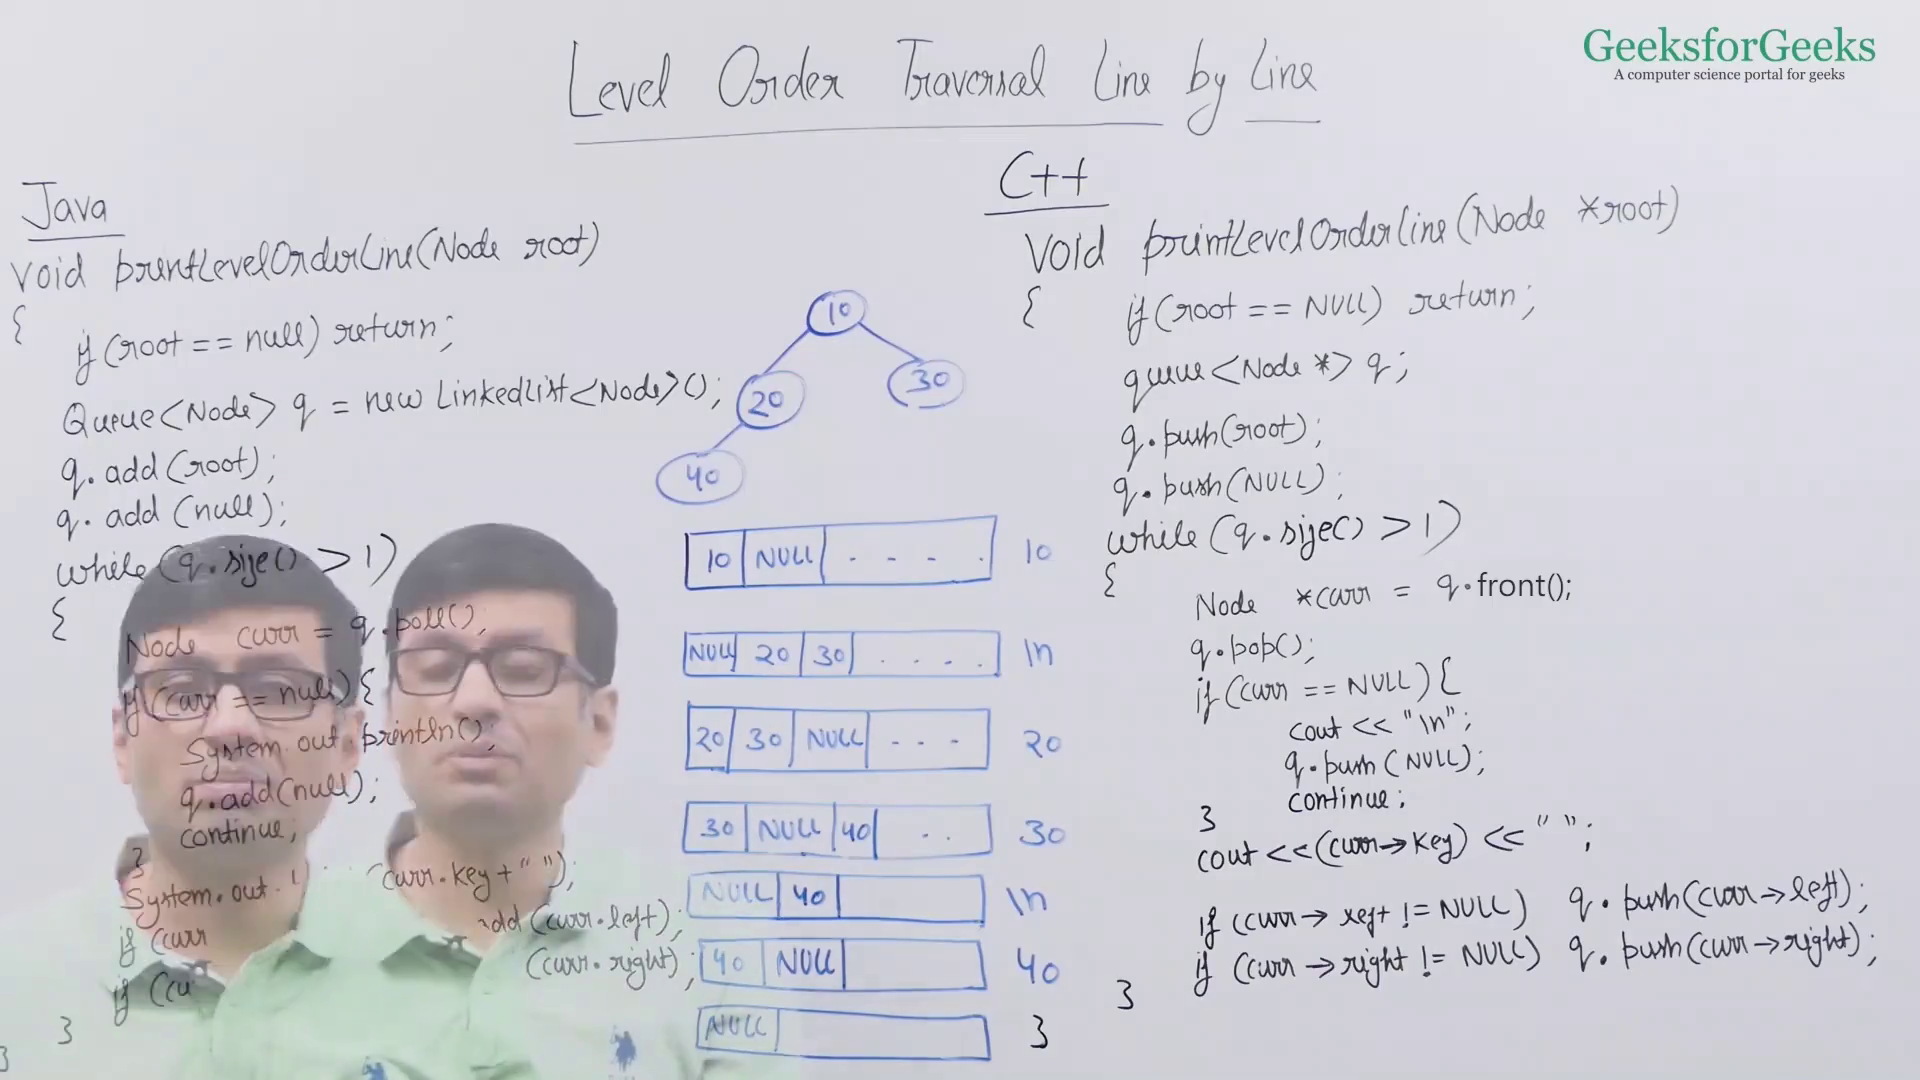 GeeksforGeeks
A computer science portal for geeks
Level Order Traversal Line by Line
Java
void printLevelOrderLine(Node root)
{
if(root == null) return;
Queue<Node> q = new LinkedList<Node>();
q.add(root);
q.add(null);
while(q.size() > 1)
{
Node curr = q.poll();
if(curr == null){
System.out.println();
q.add(null);
continue;
}
System.out. (curr.key+" ");
if (curr add(curr.left);
if (cu (curr.right);
}
}
10
20
30
40
10 NULL . - - - . 10
NULL 20 30 . . . . . \n
20 30 NULL - - - 20
30 NULL 40 . . 30
NULL 40 \n
40 NULL 40
NULL
C++
void printLevelOrderLine(Node *root)
{
if(root == NULL) return;
queue<Node *> q;
q.push(root);
q.push(NULL);
while(q.size() > 1)
{
Node *curr = q.front();
q.pop();
if(curr == NULL){
cout << "\n";
q.push(NULL);
continue;
}
cout <<(curr->key) << " ";
if (curr-> left != NULL) q.push(curr->left);
if (curr->right != NULL) q.push(curr->right);
}
}